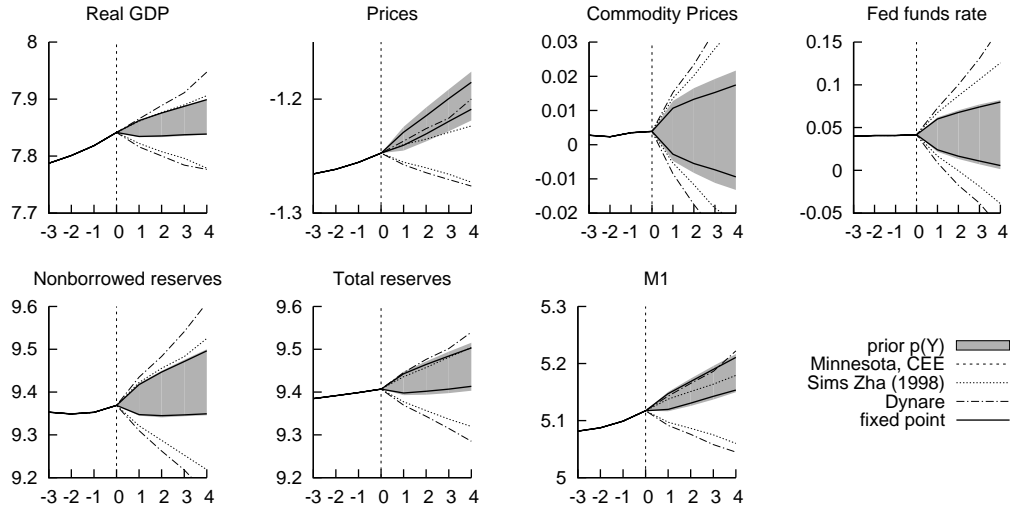 Real GDP
8
7.9
7.8
7.7
-3 -2 -1 0 1 2 3 4
Prices
-1.2
-1.3
-3 -2 -1 0 1 2 3 4
Commodity Prices
0.03
0.02
0.01
0
-0.01
-0.02
-3 -2 -1 0 1 2 3 4
Fed funds rate
0.15
0.1
0.05
0
-0.05
-3 -2 -1 0 1 2 3 4
Nonborrowed reserves
9.6
9.5
9.4
9.3
9.2
-3 -2 -1 0 1 2 3 4
Total reserves
9.6
9.5
9.4
9.3
9.2
-3 -2 -1 0 1 2 3 4
M1
5.3
5.2
5.1
5
-3 -2 -1 0 1 2 3 4
prior p(Y)
Minnesota, CEE
Sims Zha (1998)
Dynare
fixed point